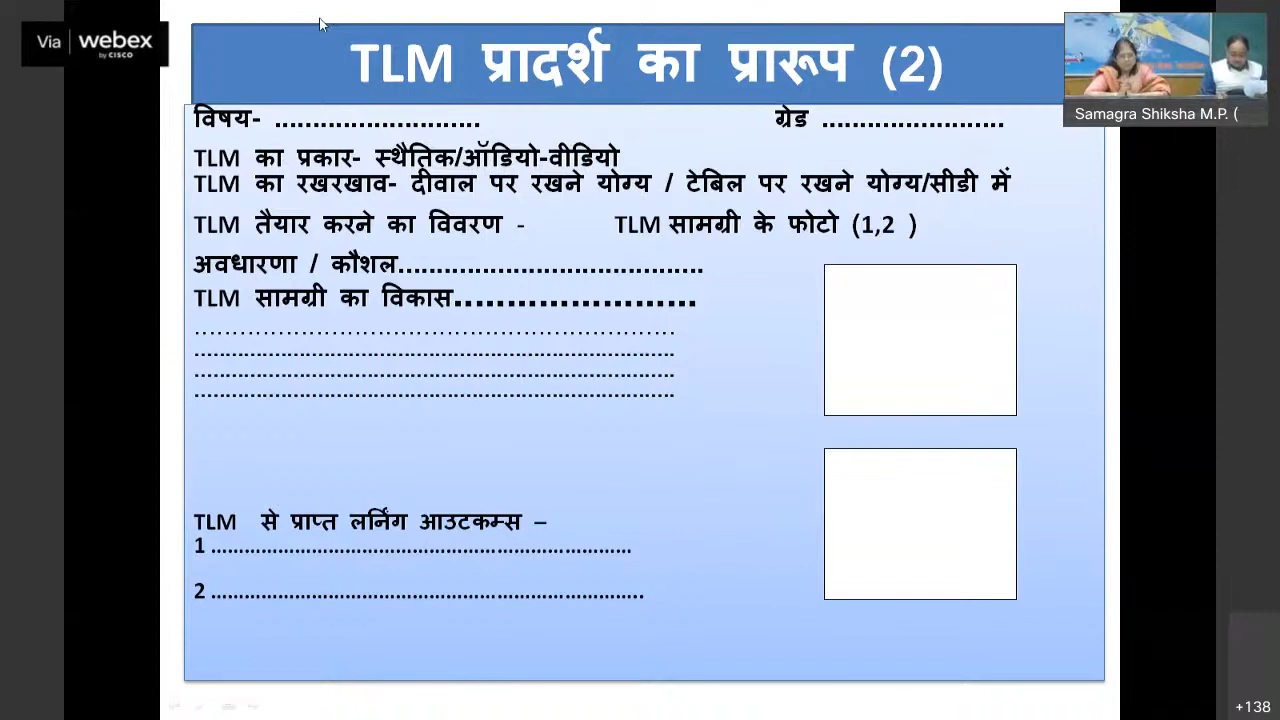 Via webex
by CISCO
TLM प्रादर्श का प्रारूप (2)
Samagra Shiksha M.P. (
विषय- ........................... ग्रेड ........................
TLM का प्रकार- स्थैतिक/ऑडियो-वीडियो
TLM का रखरखाव- दीवाल पर रखने योग्य / टेबिल पर रखने योग्य/सीडी में
TLM तैयार करने का विवरण - TLM सामग्री के फोटो (1,2 )
अवधारणा / कौशल.......................................
TLM सामग्री का विकास.......................
................................................................
................................................................
................................................................
................................................................
TLM से प्राप्त लर्निंग आउटकम्स –
1 ......................................................................
2 ........................................................................
+138